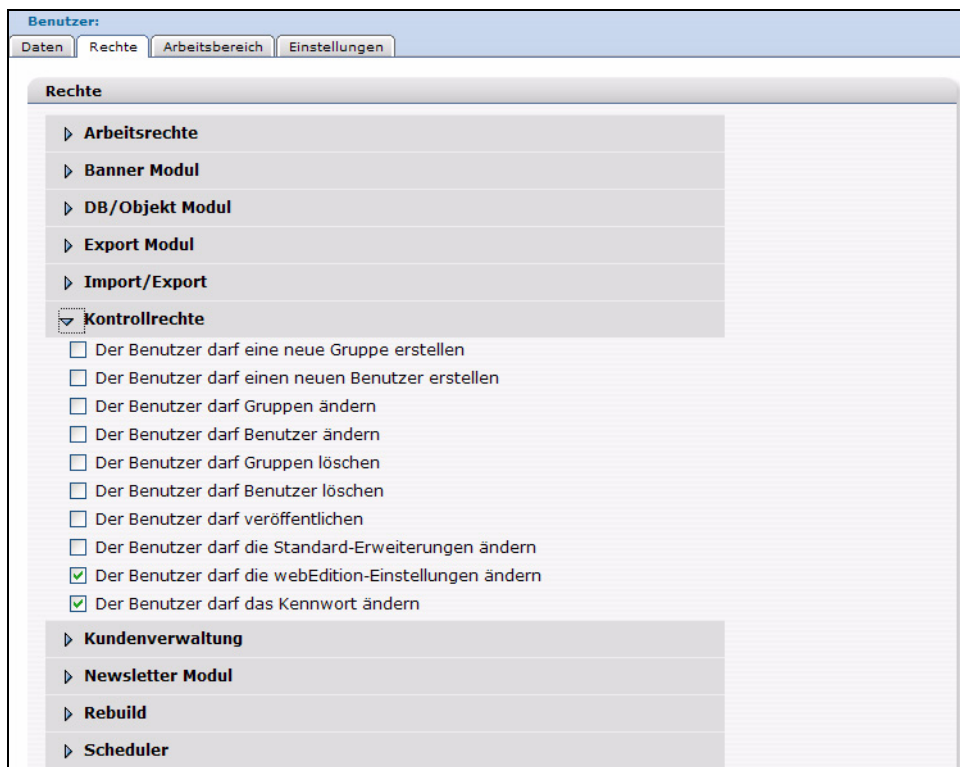 Benutzer:
Daten Rechte Arbeitsbereich Einstellungen
Rechte
Arbeitsrechte
Banner Modul
DB/Objekt Modul
Export Modul
Import/Export
Kontrollrechte
Der Benutzer darf eine neue Gruppe erstellen
Der Benutzer darf einen neuen Benutzer erstellen
Der Benutzer darf Gruppen ändern
Der Benutzer darf Benutzer ändern
Der Benutzer darf Gruppen löschen
Der Benutzer darf Benutzer löschen
Der Benutzer darf veröffentlichen
Der Benutzer darf die Standard-Erweiterungen ändern
Der Benutzer darf die webEdition-Einstellungen ändern
Der Benutzer darf das Kennwort ändern
Kundenverwaltung
Newsletter Modul
Rebuild
Scheduler